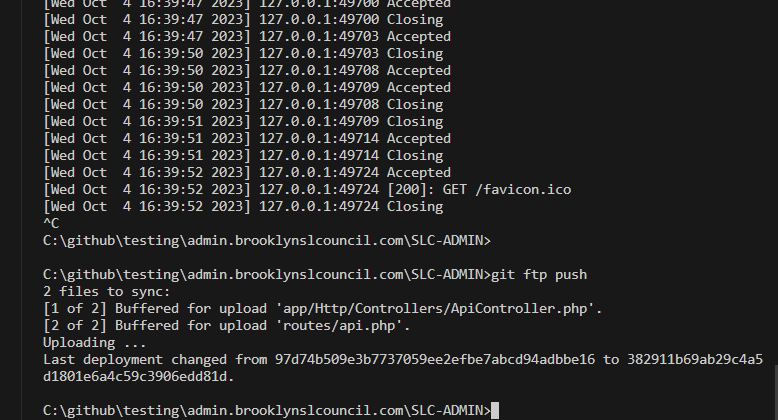 [Wed Oct  4 16:39:47 2023] 127.0.0.1:49700 Accepted
[Wed Oct  4 16:39:47 2023] 127.0.0.1:49700 Closing
[Wed Oct  4 16:39:47 2023] 127.0.0.1:49703 Accepted
[Wed Oct  4 16:39:50 2023] 127.0.0.1:49703 Closing
[Wed Oct  4 16:39:50 2023] 127.0.0.1:49708 Accepted
[Wed Oct  4 16:39:50 2023] 127.0.0.1:49709 Accepted
[Wed Oct  4 16:39:50 2023] 127.0.0.1:49708 Closing
[Wed Oct  4 16:39:51 2023] 127.0.0.1:49709 Closing
[Wed Oct  4 16:39:51 2023] 127.0.0.1:49714 Accepted
[Wed Oct  4 16:39:51 2023] 127.0.0.1:49714 Closing
[Wed Oct  4 16:39:52 2023] 127.0.0.1:49724 Accepted
[Wed Oct  4 16:39:52 2023] 127.0.0.1:49724 [200]: GET /favicon.ico
[Wed Oct  4 16:39:52 2023] 127.0.0.1:49724 Closing
^C
C:\github\testing\admin.brooklynslcouncil.com\SLC-ADMIN>
C:\github\testing\admin.brooklynslcouncil.com\SLC-ADMIN>git ftp push
2 files to sync:
[1 of 2] Buffered for upload 'app/Http/Controllers/ApiController.php'.
[2 of 2] Buffered for upload 'routes/api.php'.
Uploading ...
Last deployment changed from 97d74b509e3b7737059ee2efbe7abcd94adbbe16 to 382911b69ab29c4a5
d1801e6a4c59c3906edd81d.
C:\github\testing\admin.brooklynslcouncil.com\SLC-ADMIN>